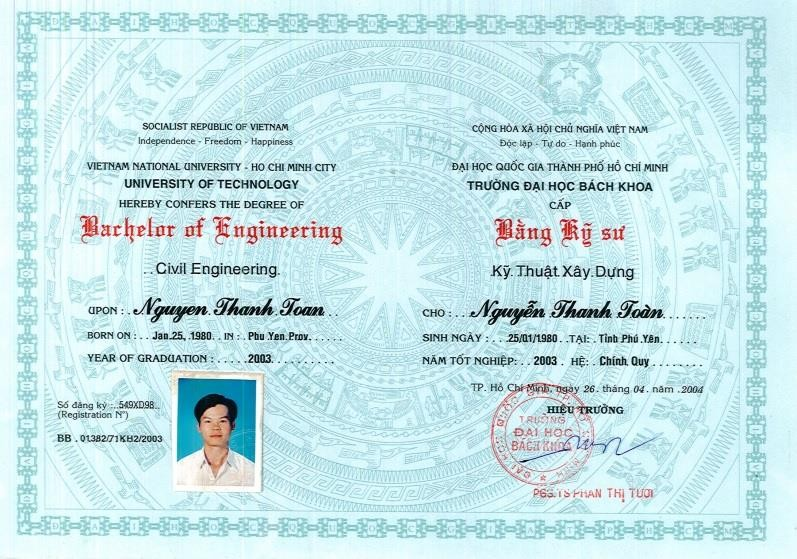 SOCIALIST REPUBLIC OF VIETNAM
Independence - Freedom - Happiness
VIETNAM NATIONAL UNIVERSITY - HO CHI MINH CITY
UNIVERSITY OF TECHNOLOGY
HEREBY CONFERS THE DEGREE OF
Bachelor of Engineering
. . Civil Engineering.
UPON : . Nguyen. Thanh. Toan . .
BORN ON : . . Jan. 25, 1980. . IN : . . Phu Yen. Prov. . . . . .
YEAR OF GRADUATION : . . . . . . 2003. . . . . . . . . .
Số đăng ký : . . 549XD98. .
(Registration N°)
BB . 01382/71KH2/2003
CỘNG HÒA XÃ HỘI CHỦ NGHĨA VIỆT NAM
Độc lập - Tự do - Hạnh phúc
ĐẠI HỌC QUỐC GIA THÀNH PHỐ HỒ CHÍ MINH
TRƯỜNG ĐẠI HỌC BÁCH KHOA
CẤP
Bằng Kỹ sư
Kỹ. Thuật. Xây. Dựng
CHO : . . Nguyễn Thanh Toàn. . . . . . .
SINH NGÀY : . . . . 25/01/1980 . TẠI: . Tỉnh Phú. Yên. . . . . .
NĂM TỐT NGHIỆP: . . 2003 . HỆ: . Chính. Quy . . . . . . . .
TP. Hồ Chí Minh, ngày 26 . tháng . 04 . năm . 2004
HIỆU TRƯỞNG
TRƯỜNG
ĐẠI HỌC
BÁCH KHOA
PGS.TS PHAN THỊ TƯƠI